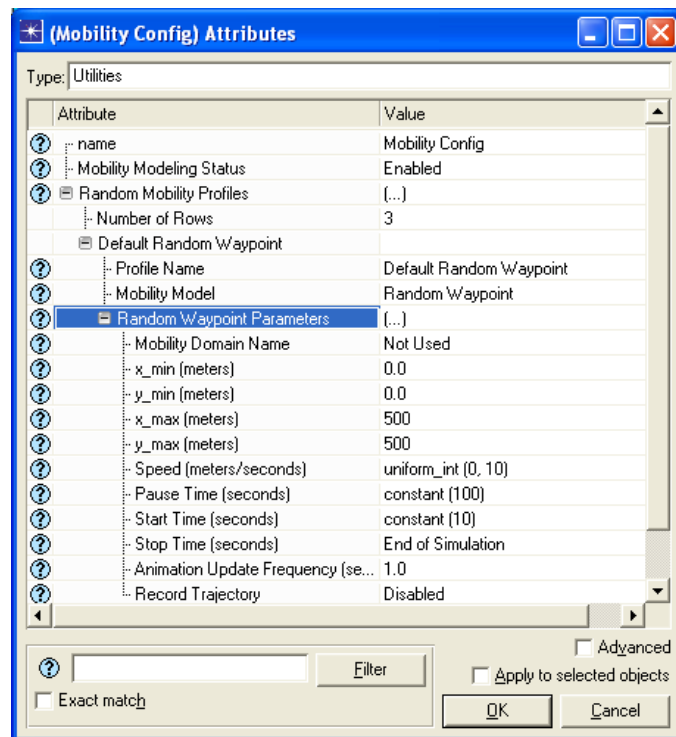 (Mobility Config) Attributes
Type: Utilities
Attribute Value
name Mobility Config
Mobility Modeling Status Enabled
Random Mobility Profiles (...)
Number of Rows 3
Default Random Waypoint
Profile Name Default Random Waypoint
Mobility Model Random Waypoint
Random Waypoint Parameters (...)
Mobility Domain Name Not Used
x_min (meters) 0.0
y_min (meters) 0.0
x_max (meters) 500
y_max (meters) 500
Speed (meters/seconds) uniform_int (0, 10)
Pause Time (seconds) constant (100)
Start Time (seconds) constant (10)
Stop Time (seconds) End of Simulation
Animation Update Frequency (se... 1.0
Record Trajectory Disabled
Advanced
Filter
Apply to selected objects
Exact match
OK Cancel